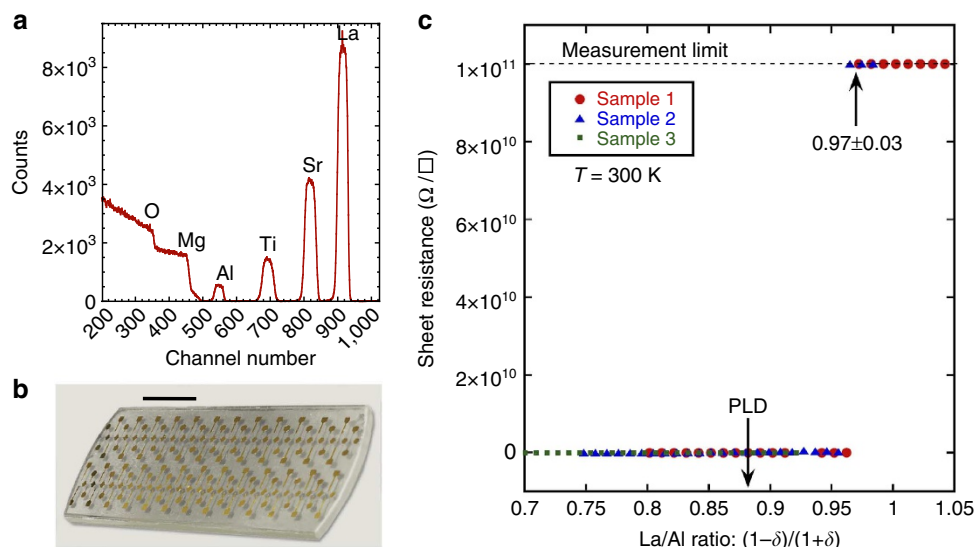 a
8×10³
6×10³
4×10³
2×10³
0
Counts
O
Mg
Al
Ti
Sr
La
200
300
400
500
600
700
800
900
1,000
Channel number
b
c
Measurement limit
1×10¹¹
8×10¹⁰
6×10¹⁰
4×10¹⁰
2×10¹⁰
0
Sheet resistance (Ω/□)
Sample 1
Sample 2
Sample 3
T = 300 K
0.97±0.03
PLD
0.7
0.75
0.8
0.85
0.9
0.95
1
1.05
La/Al ratio: (1−δ)/(1+δ)